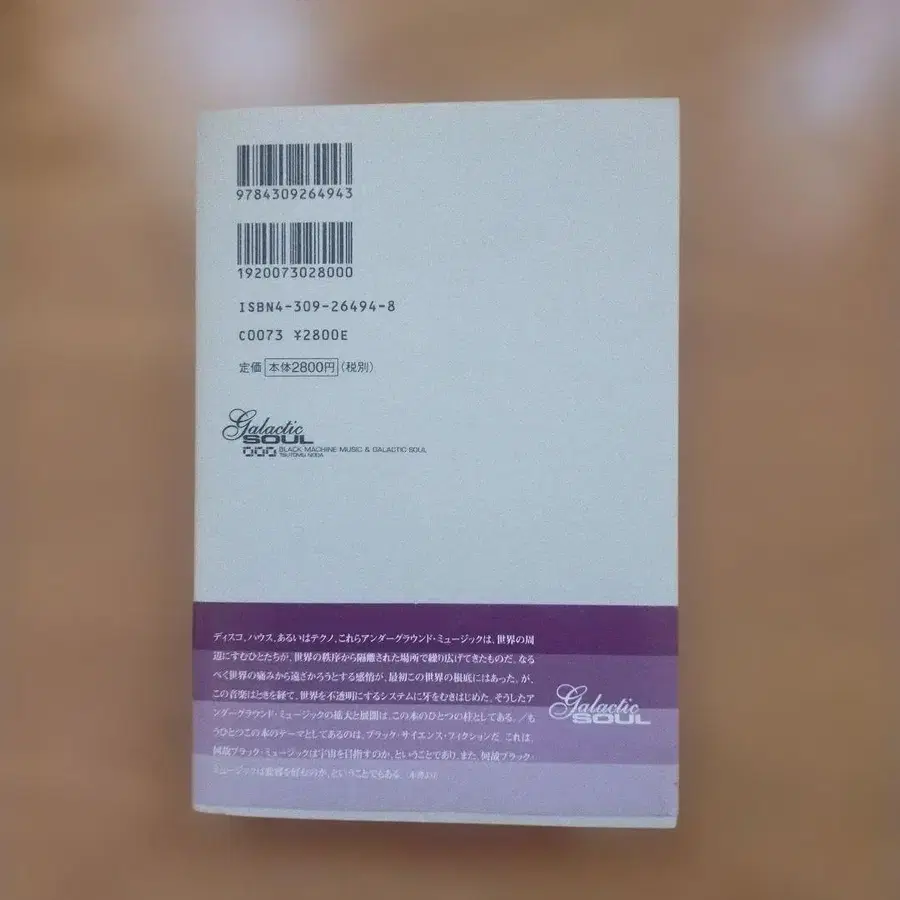 9784309264943
1920073028000
ISBN4-309-26494-8
C0073 ¥2800E
定価 本体2800円(税別)
Galactic
SOUL
BLACK MACHINE MUSIC & GALACTIC SOUL
TSUTOMU NODA
ディスコ、ハウス、あるいはテクノ、これらアンダーグラウンド・ミュージックは、世界の周
辺にすむひとたちが、世界の秩序から隔離された場所で繰り広げてきたものだ。なる
べく世界の痛みから遠ざかろうとする感情が、最初この世界の根底にはあった。が、
この音楽はときを経て、世界を不透明にするシステムに牙をむきはじめた。そうしたア
ンダーグラウンド・ミュージックの拡大と展開は、この本のひとつの柱としてある。/も
うひとつこの本のテーマとしてあるのは、ブラック・サイエンス・フィクションだ。これは、
何故ブラック・ミュージックは宇宙を目指すのか、ということであり、また、何故ブラック・
ミュージックは変容を好むのか、ということでもある。 本書より
Galactic
SOUL